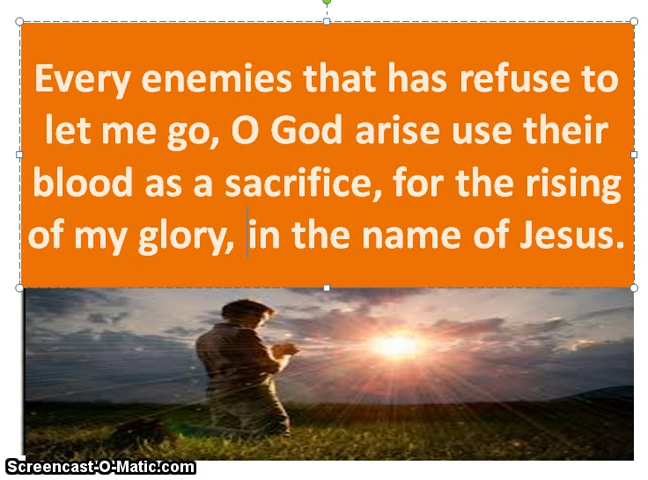 Every enemies that has refuse to
let me go, O God arise use their
blood as a sacrifice, for the rising
of my glory, in the name of Jesus.
Screencast-O-Matic.com